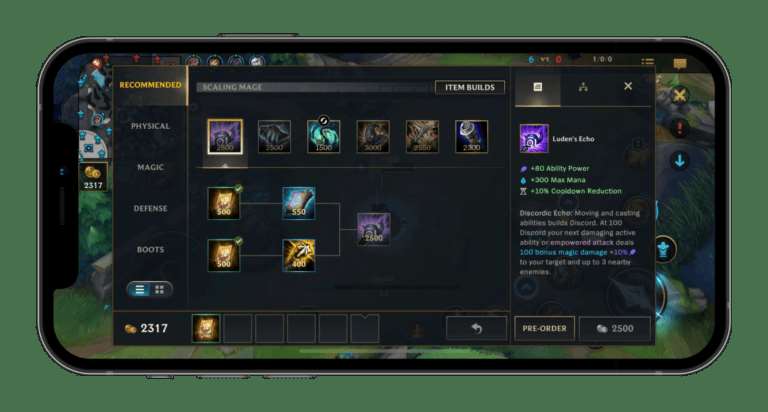 6 vs 0 1/0/0
RECOMMENDED
SCALING MAGE
ITEM BUILDS
PHYSICAL
MAGIC
DEFENSE
BOOTS
2317
2500
1500
3000
2550
2300
500
550
2500
500
400
Luden's Echo
+80 Ability Power
+300 Max Mana
+10% Cooldown Reduction
Discordic Echo: Moving and casting
abilities builds Discord. At 100
Discord your next damaging active
ability or empowered attack deals
100 bonus magic damage +10%
to your target and up to 3 nearby
enemies.
2317
PRE-ORDER
2500